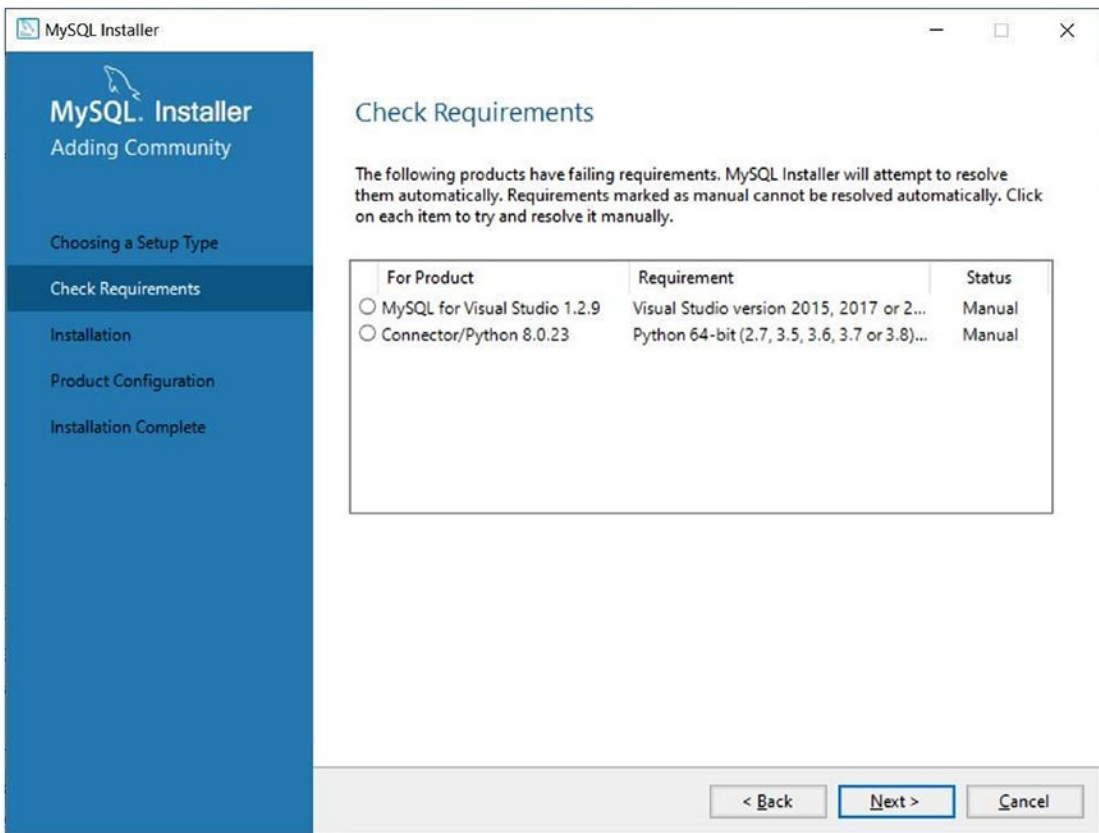 MySQL Installer
MySQL. Installer
Adding Community
Choosing a Setup Type
Check Requirements
Installation
Product Configuration
Installation Complete
Check Requirements
The following products have failing requirements. MySQL Installer will attempt to resolve
them automatically. Requirements marked as manual cannot be resolved automatically. Click
on each item to try and resolve it manually.
For Product Requirement Status
MySQL for Visual Studio 1.2.9 Visual Studio version 2015, 2017 or 2... Manual
Connector/Python 8.0.23 Python 64-bit (2.7, 3.5, 3.6, 3.7 or 3.8)... Manual
< Back Next > Cancel